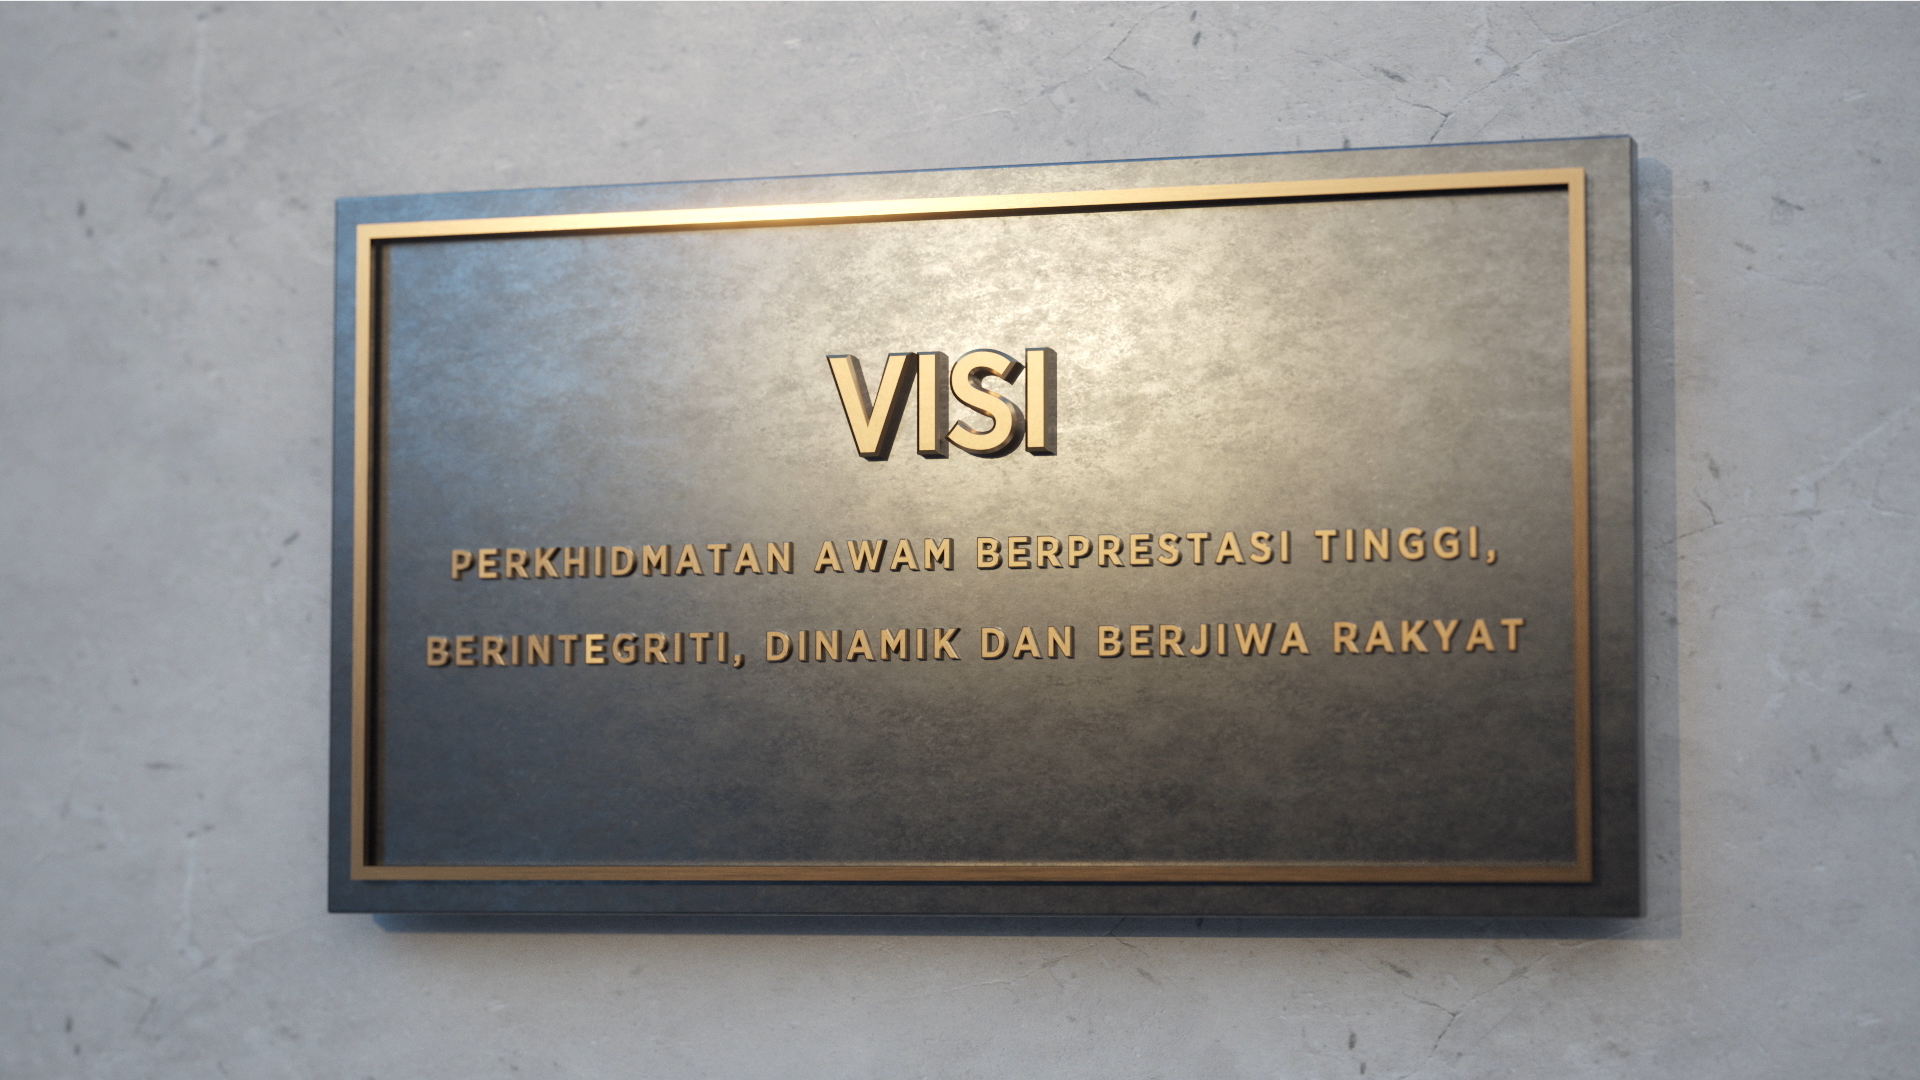 VISI
PERKHIDMATAN AWAM BERPRESTASI TINGGI,
BERINTEGRITI, DINAMIK DAN BERJIWA RAKYAT